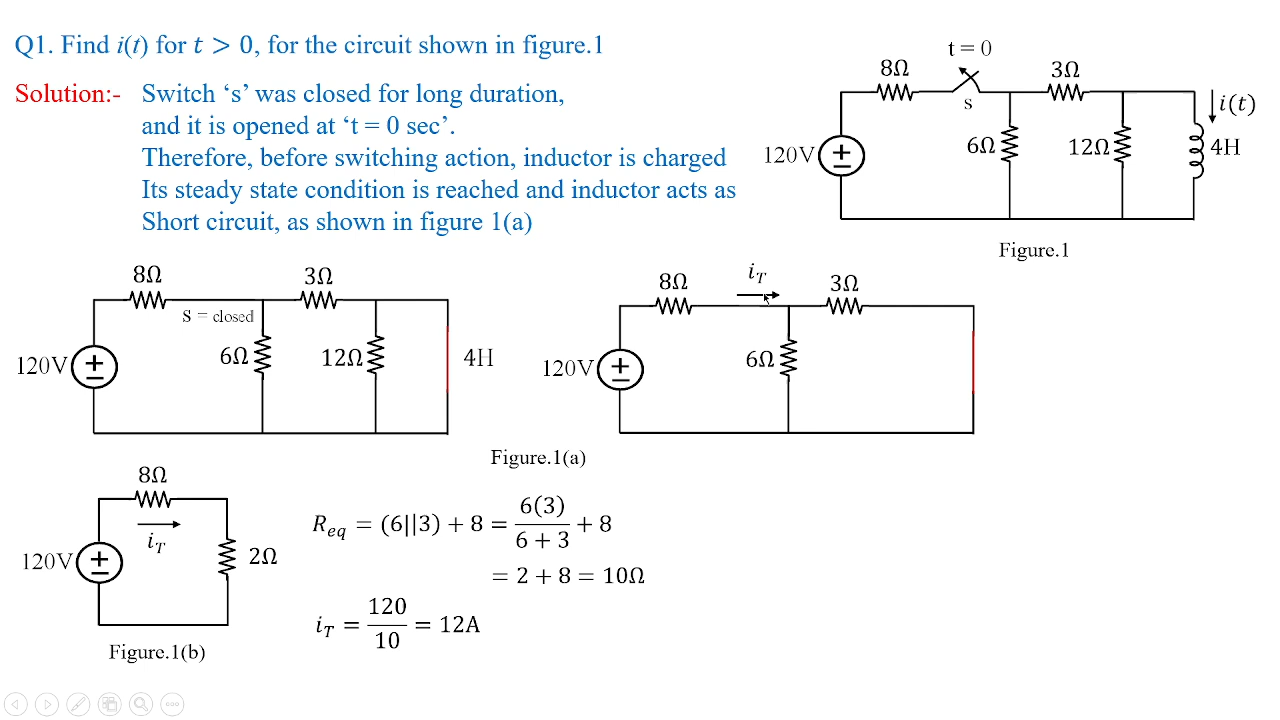 Q1. Find i(t) for t > 0, for the circuit shown in figure.1
Solution:- Switch ‘s’ was closed for long duration,
and it is opened at ‘t = 0 sec’.
Therefore, before switching action, inductor is charged
Its steady state condition is reached and inductor acts as
Short circuit, as shown in figure 1(a)
t = 0
8Ω
3Ω
s
i(t)
120V
6Ω
12Ω
4H
Figure.1
8Ω
3Ω
S = closed
120V
6Ω
12Ω
4H
8Ω
iT
3Ω
120V
6Ω
Figure.1(a)
8Ω
iT
120V
2Ω
Figure.1(b)
Req = (6||3) + 8 = 6(3)/(6 + 3) + 8
= 2 + 8 = 10Ω
iT = 120/10 = 12A